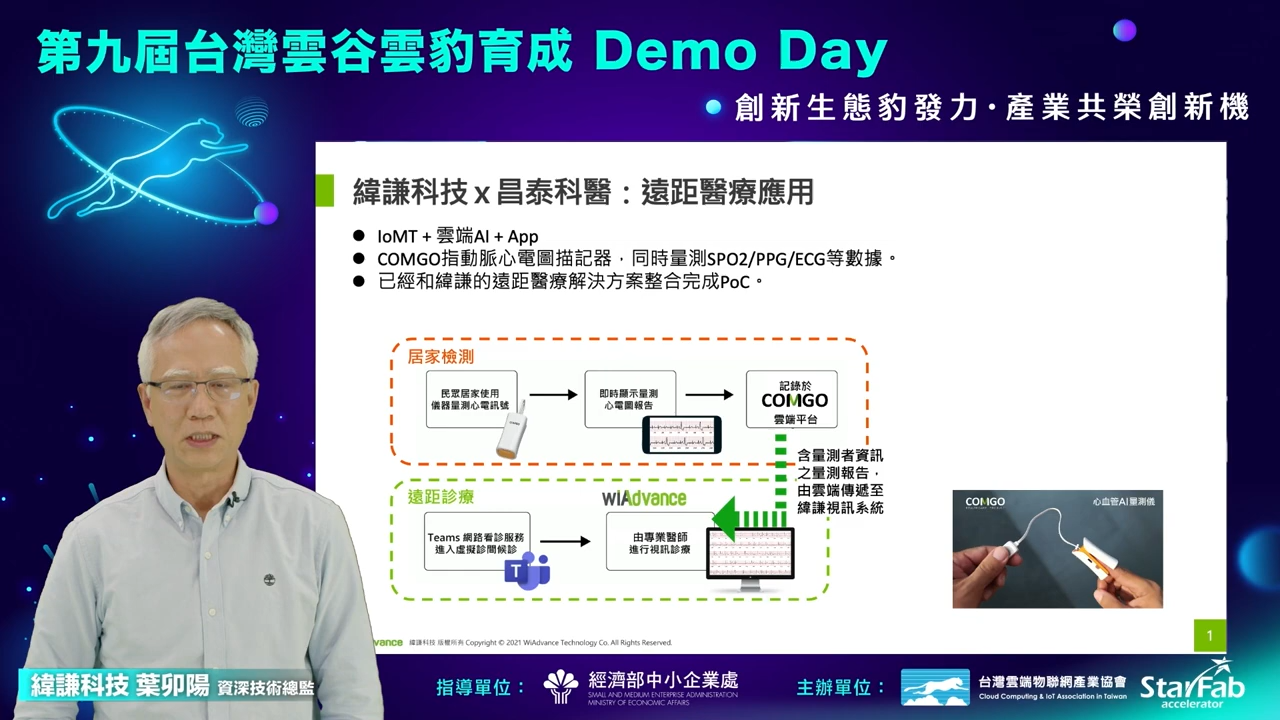 第九屆台灣雲谷雲豹育成 Demo Day
創新生態豹發力・產業共榮創新機
緯謙科技 x 昌泰科醫：遠距醫療應用
● IoMT + 雲端AI + App
● COMGO指動脈心電圖描記器，同時量測SPO2/PPG/ECG等數據。
● 已經和緯謙的遠距醫療解決方案整合完成PoC。
居家檢測
民眾居家使用
儀器量測心電訊號
即時顯示量測
心電圖報告
記錄於
COMGO
雲端平台
含量測者資訊
之量測報告，
由雲端傳遞至
緯謙視訊系統
遠距診療
wiAdvance
Teams 網路看診服務
進入虛擬診間候診
T
由專業醫師
進行視訊診療
COMGO
心血管AI量測儀
vance 緯謙科技 版權所有 Copyright © 2021 WiAdvance Technology Co. All Rights Reserved.
1
緯謙科技 葉卯陽 資深技術總監
指導單位：
經濟部中小企業處
SMALL AND MEDIUM ENTERPRISE ADMINISTRATION
MINISTRY OF ECONOMIC AFFAIRS
主辦單位：
台灣雲端物聯網產業協會
Cloud Computing & IoT Association in Taiwan
StarFab
accelerator